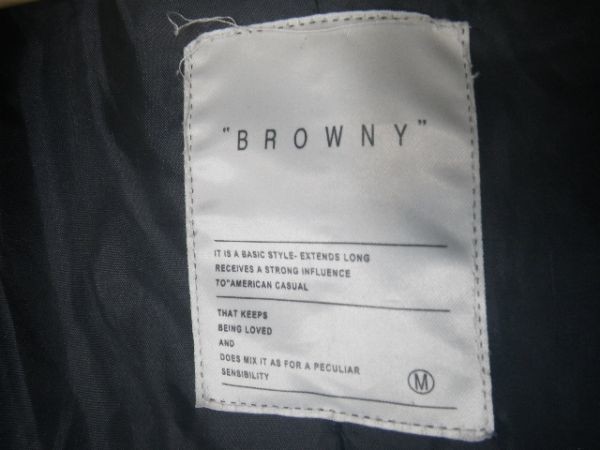 "BROWNY"
IT IS A BASIC STYLE- EXTENDS LONG
RECEIVES A STRONG INFLUENCE
TO"AMERICAN CASUAL
THAT KEEPS
BEING LOVED
AND
DOES MIX IT AS FOR A PECULIAR
SENSIBILITY
M